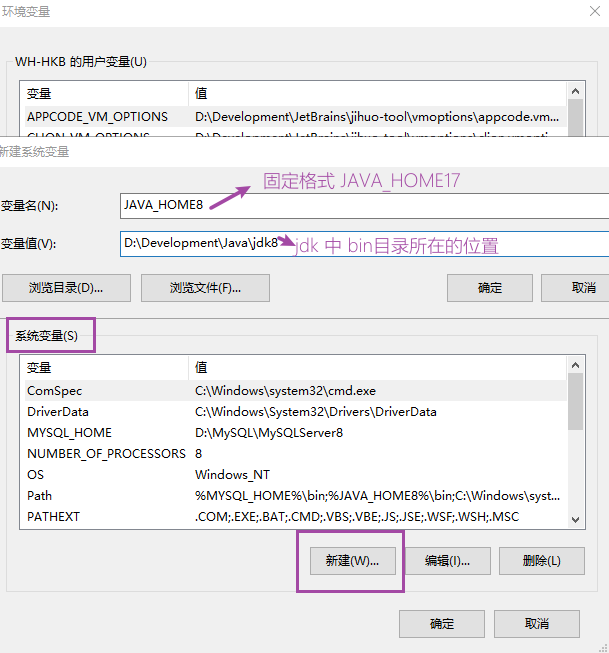 环境变量
WH-HKB 的用户变量(U)
变量 值
APPCODE_VM_OPTIONS D:\Development\JetBrains\jihuo-tool\vmoptions\appcode.vm...
CLION_VM_OPTIONS D:\Development\JetBrains\jihuo-tool\vmoptions\clion.vmopti...
新建系统变量
固定格式 JAVA_HOME17
变量名(N): JAVA_HOME8
变量值(V): D:\Development\Java\jdk8
jdk 中 bin目录所在的位置
浏览目录(D)... 浏览文件(F)... 确定 取消
系统变量(S)
变量 值
ComSpec C:\Windows\system32\cmd.exe
DriverData C:\Windows\System32\Drivers\DriverData
MYSQL_HOME D:\MySQL\MySQLServer8
NUMBER_OF_PROCESSORS 8
OS Windows_NT
Path %MYSQL_HOME%\bin;%JAVA_HOME8%\bin;C:\Windows\syst...
PATHEXT .COM;.EXE;.BAT;.CMD;.VBS;.VBE;.JS;.JSE;.WSF;.WSH;.MSC
新建(W)... 编辑(I)... 删除(L)
确定 取消